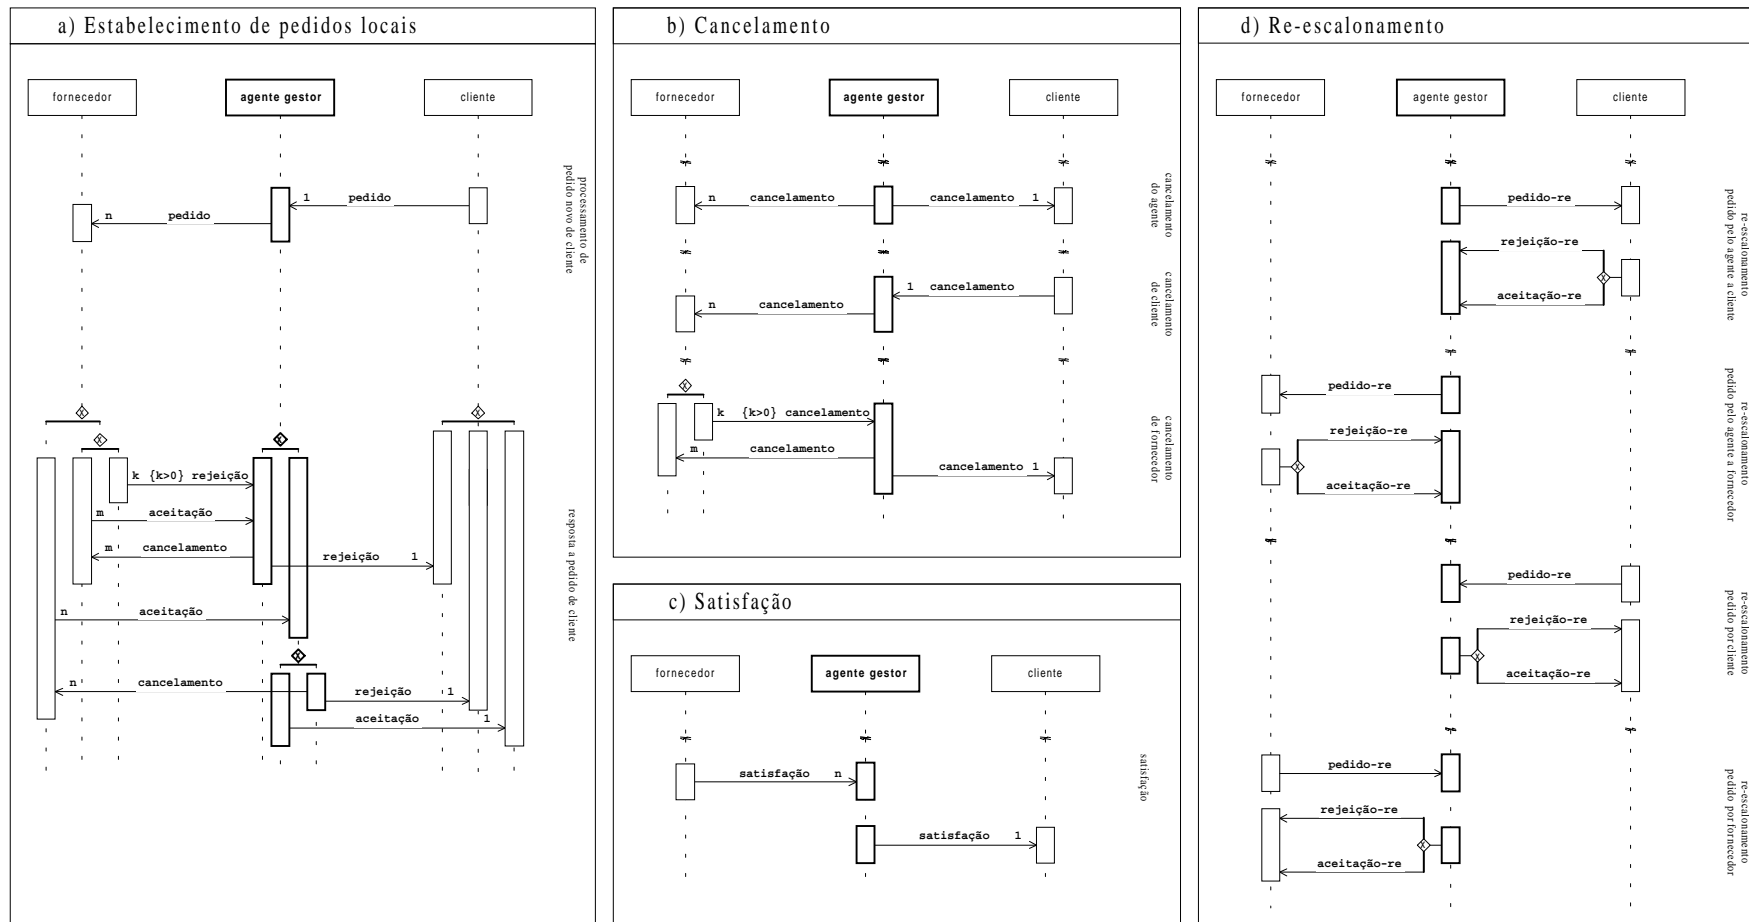 a) Estabelecimento de pedidos locais
fornecedor
agente gestor
cliente
processamento de
pedido novo de cliente
1 pedido
n pedido
X
X
X
X
k {k>0} rejeição
m aceitação
m cancelamento
rejeição 1
n aceitação
X
n cancelamento
rejeição 1
aceitação 1
resposta a pedido de cliente
b) Cancelamento
fornecedor
agente gestor
cliente
n cancelamento
cancelamento 1
cancelamento
do agente
1 cancelamento
n cancelamento
cancelamento
de cliente
X
k {k>0} cancelamento
m cancelamento
cancelamento 1
cancelamento
de fornecedor
c) Satisfação
fornecedor
agente gestor
cliente
satisfação n
satisfação 1
satisfação
d) Re-escalonamento
fornecedor
agente gestor
cliente
pedido-re
rejeição-re
X
aceitação-re
re-escalonamento
pedido pelo agente a cliente
pedido-re
rejeição-re
X
aceitação-re
re-escalonamento
pedido pelo agente a fornecedor
pedido-re
rejeição-re
X
aceitação-re
re-escalonamento
pedido por cliente
pedido-re
rejeição-re
X
aceitação-re
re-escalonamento
pedido por fornecedor